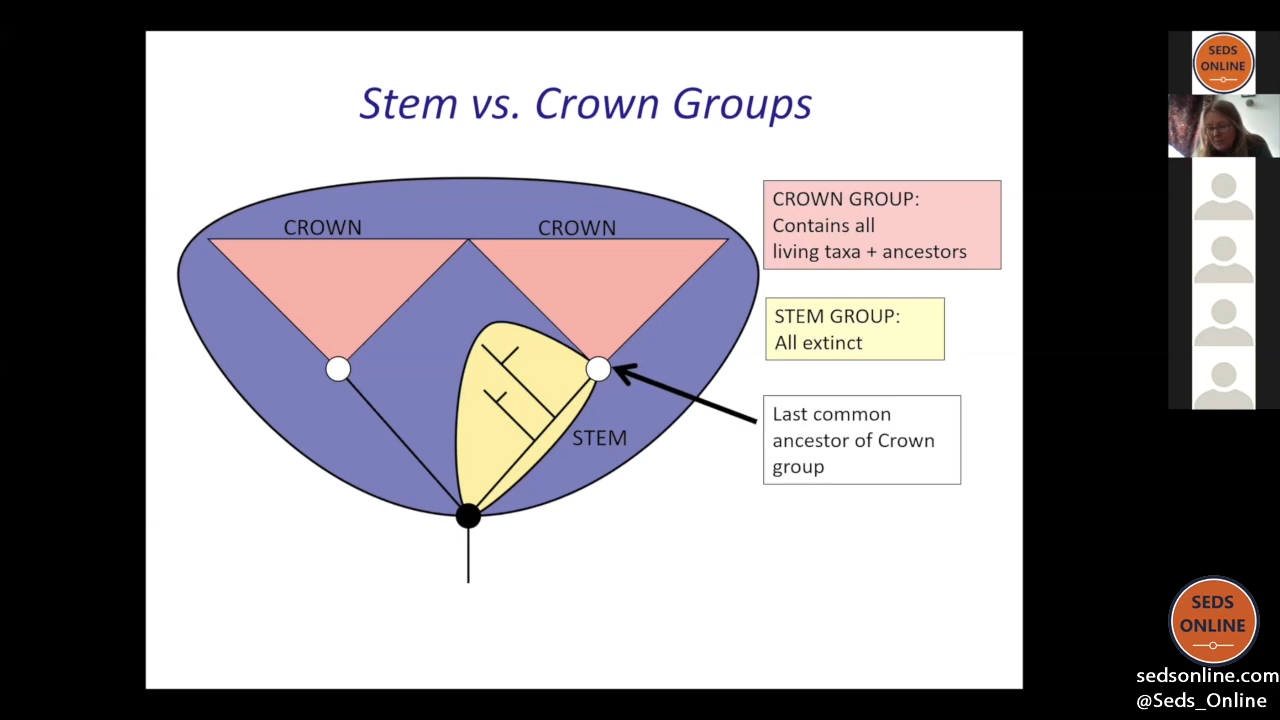 Stem vs. Crown Groups
CROWN
CROWN
STEM
CROWN GROUP:
Contains all
living taxa + ancestors
STEM GROUP:
All extinct
Last common
ancestor of Crown
group
SEDS
ONLINE
SEDS
ONLINE
sedsonline.com
@Seds_Online